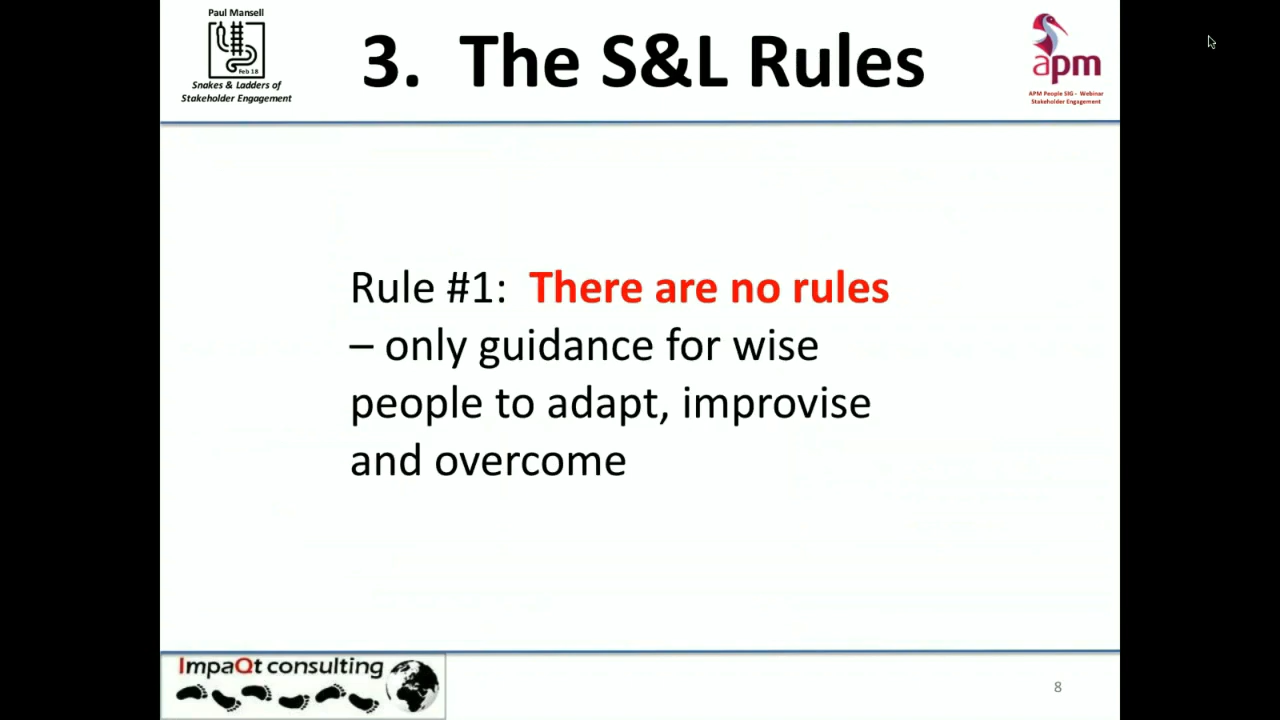 Paul Mansell
Feb 18
Snakes & Ladders of
Stakeholder Engagement
3. The S&L Rules
apm
APM People SIG - Webinar
Stakeholder Engagement
Rule #1: There are no rules
– only guidance for wise
people to adapt, improvise
and overcome
ImpaQt consulting
8